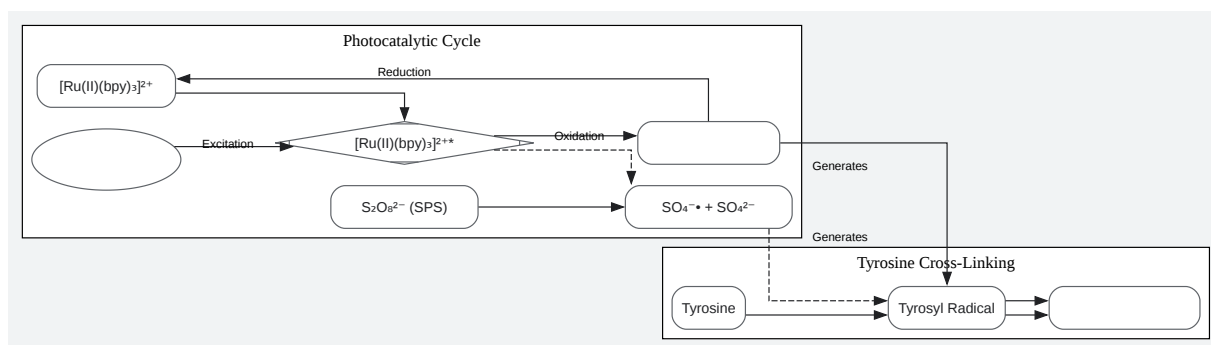 Photocatalytic Cycle
Reduction
[Ru(II)(bpy)₃]²⁺
Excitation
[Ru(II)(bpy)₃]²⁺*
Oxidation
Generates
S₂O₈²⁻ (SPS)
SO₄⁻• + SO₄²⁻
Generates
Tyrosine Cross-Linking
Tyrosine
Tyrosyl Radical